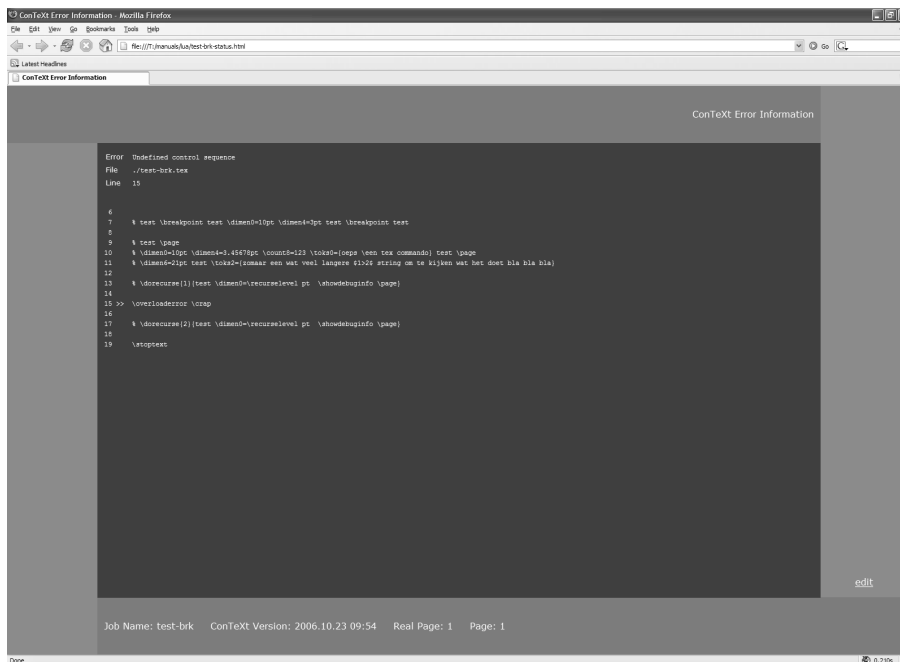 ConTeXt Error Information - Mozilla Firefox
File Edit View Go Bookmarks Tools Help
file:///T:/manuals/lua/test-brk-status.html Go
Latest Headlines
ConTeXt Error Information
ConTeXt Error Information
Error Undefined control sequence
File ./test-brk.tex
Line 15
6
7 % test \breakpoint test \dimen0=10pt \dimen4=3pt test \breakpoint test
8
9 % test \page
10 % \dimen0=10pt \dimen4=3.45678pt \count8=123 \toks0={oeps \een tex commando} test \page
11 % \dimen6=21pt test \toks2={zomaar een wat veel langere $1>2$ string om te kijken wat het doet bla bla bla}
12
13 % \dorecurse{1}{test \dimen0=\recurselevel pt \showdebuginfo \page}
14
15 >> \overloaderror \crap
16
17 % \dorecurse{2}{test \dimen0=\recurselevel pt \showdebuginfo \page}
18
19 \stoptext
edit
Job Name: test-brk ConTeXt Version: 2006.10.23 09:54 Real Page: 1 Page: 1
Done 0.210s